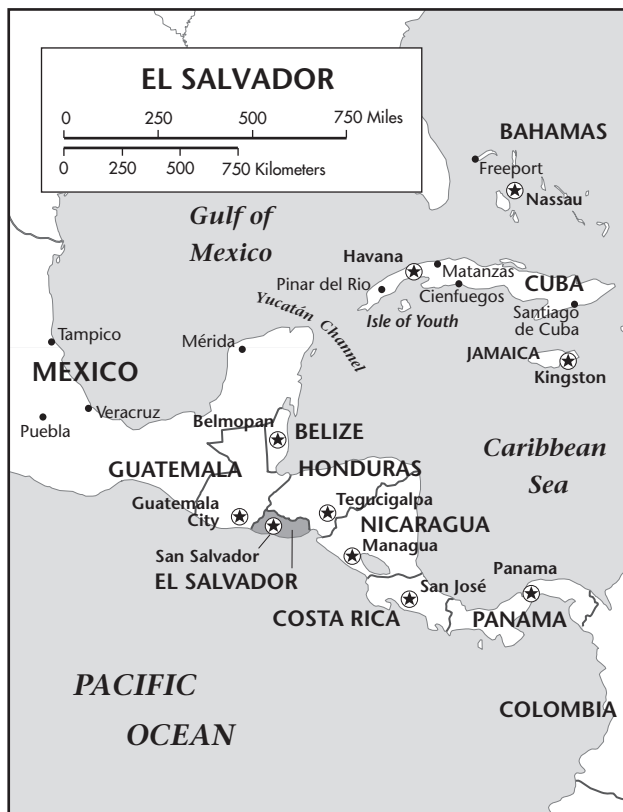 EL SALVADOR
0 250 500 750 Miles
0 250 500 750 Kilometers
BAHAMAS
Freeport
Nassau
Gulf of
Mexico
Havana
Matanzas
Pinar del Rio
CUBA
Cienfuegos
Yucatán Channel
Isle of Youth
Santiago
de Cuba
Tampico
Mérida
JAMAICA
MEXICO
Kingston
Veracruz
Puebla
Belmopan
BELIZE
Caribbean
Sea
GUATEMALA
HONDURAS
Guatemala
City
Tegucigalpa
NICARAGUA
San Salvador
Managua
EL SALVADOR
Panama
San José
COSTA RICA
PANAMA
PACIFIC
OCEAN
COLOMBIA